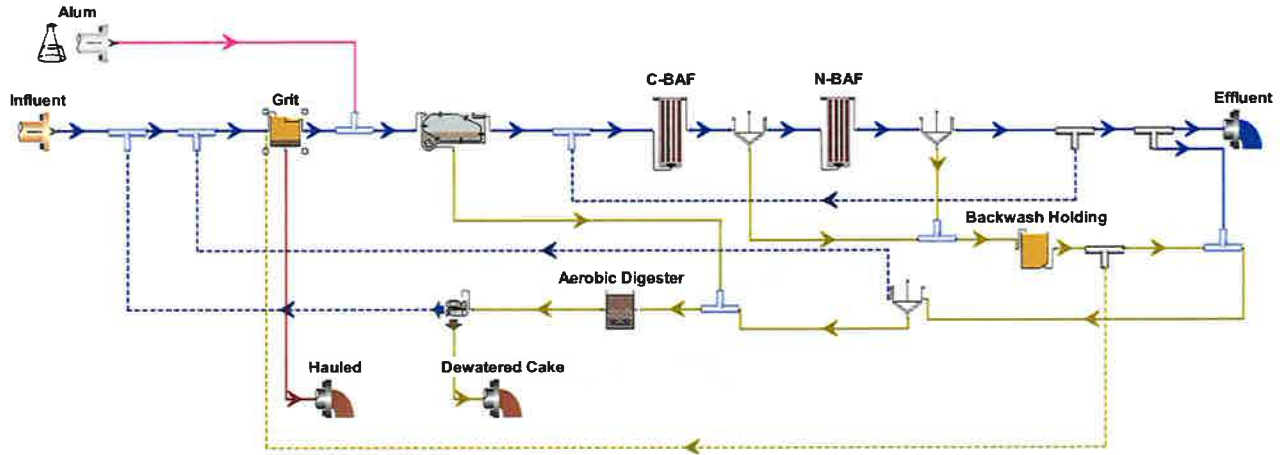 Alum
C-BAF
N-BAF
Influent
Grit
Effluent
Backwash Holding
Aerobic Digester
Hauled
Dewatered Cake